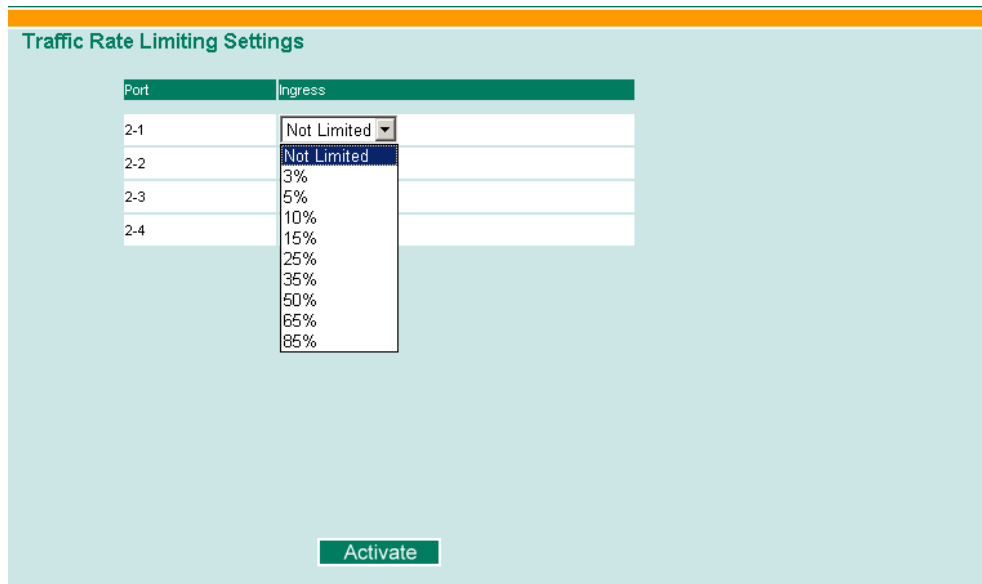 Traffic Rate Limiting Settings
Port Ingress
2-1 Not Limited
Not Limited
2-2
3%
5%
2-3
10%
2-4
15%
25%
35%
50%
65%
85%
Activate